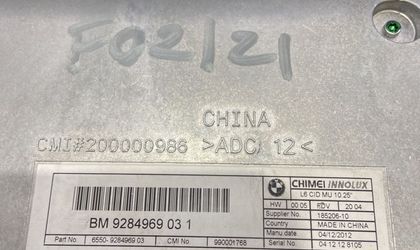 F02/21
CHINA
CMI#200000986 >ADC 12<
CHIMEI INNOLUX
L6 CID MU 10.25"
HW 00 05 RDV 20 04
Supplier No. 185206-10
Country MADE IN CHINA
BM 9284969 03 1
Manu Date 04/12/2012
Part No. 6550- 9284969 03 CMI No. 990001768 Serial No. 04 12 12 8105